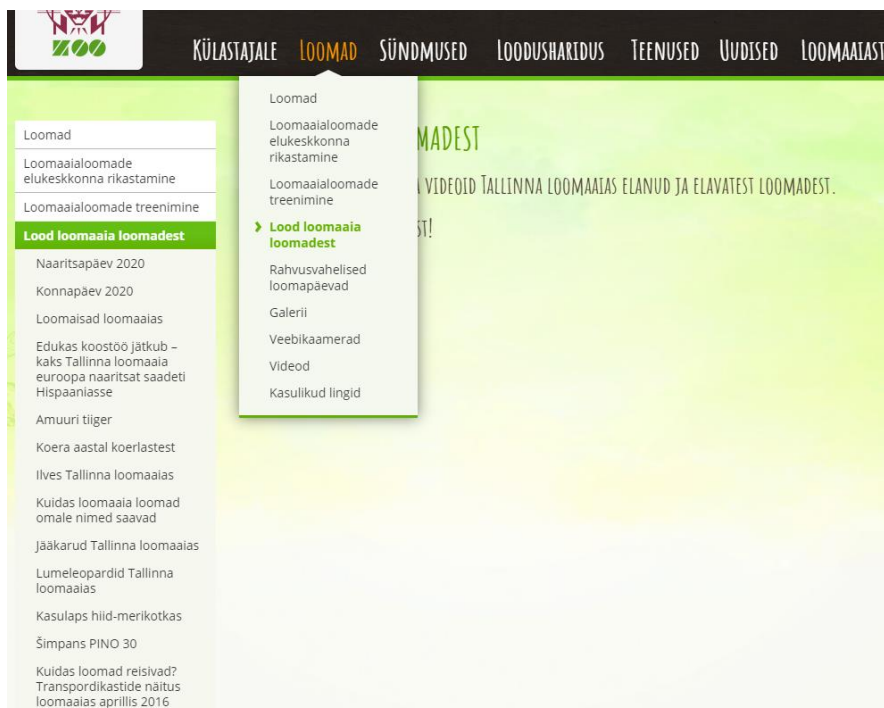 ZOO
Külastajale Loomad Sündmused Loodusharidus Teenused Uudised Loomaaiast
Loomad
Loomaaialoomade
elukeskkonna rikastamine
Loomaaialoomade treenimine
Lood loomaaia loomadest
Naaritsapäev 2020
Konnapäev 2020
Loomaisad loomaaias
Edukas koostöö jätkub –
kaks Tallinna loomaaia
euroopa naaritsat saadeti
Hispaaniasse
Amuuri tiiger
Koera aastal koerlastest
Ilves Tallinna loomaaias
Kuidas loomaaia loomad
omale nimed saavad
Jääkarud Tallinna loomaaias
Lumeleopardid Tallinna
loomaaias
Kasulaps hiid-merikotkas
Šimpans PINO 30
Kuidas loomad reisivad?
Transpordikastide näitus
loomaaias aprillis 2016
Loomad
Loomaaialoomade
elukeskkonna
rikastamine
Loomaaialoomade
treenimine
Lood loomaaia
loomadest
Rahvusvahelised
loomapäevad
Galerii
Veebikaamerad
Videod
Kasulikud lingid
MADEST
VIDEOID TALLINNA LOOMAAIAS ELANUD JA ELAVATEST LOOMADEST.
ST!